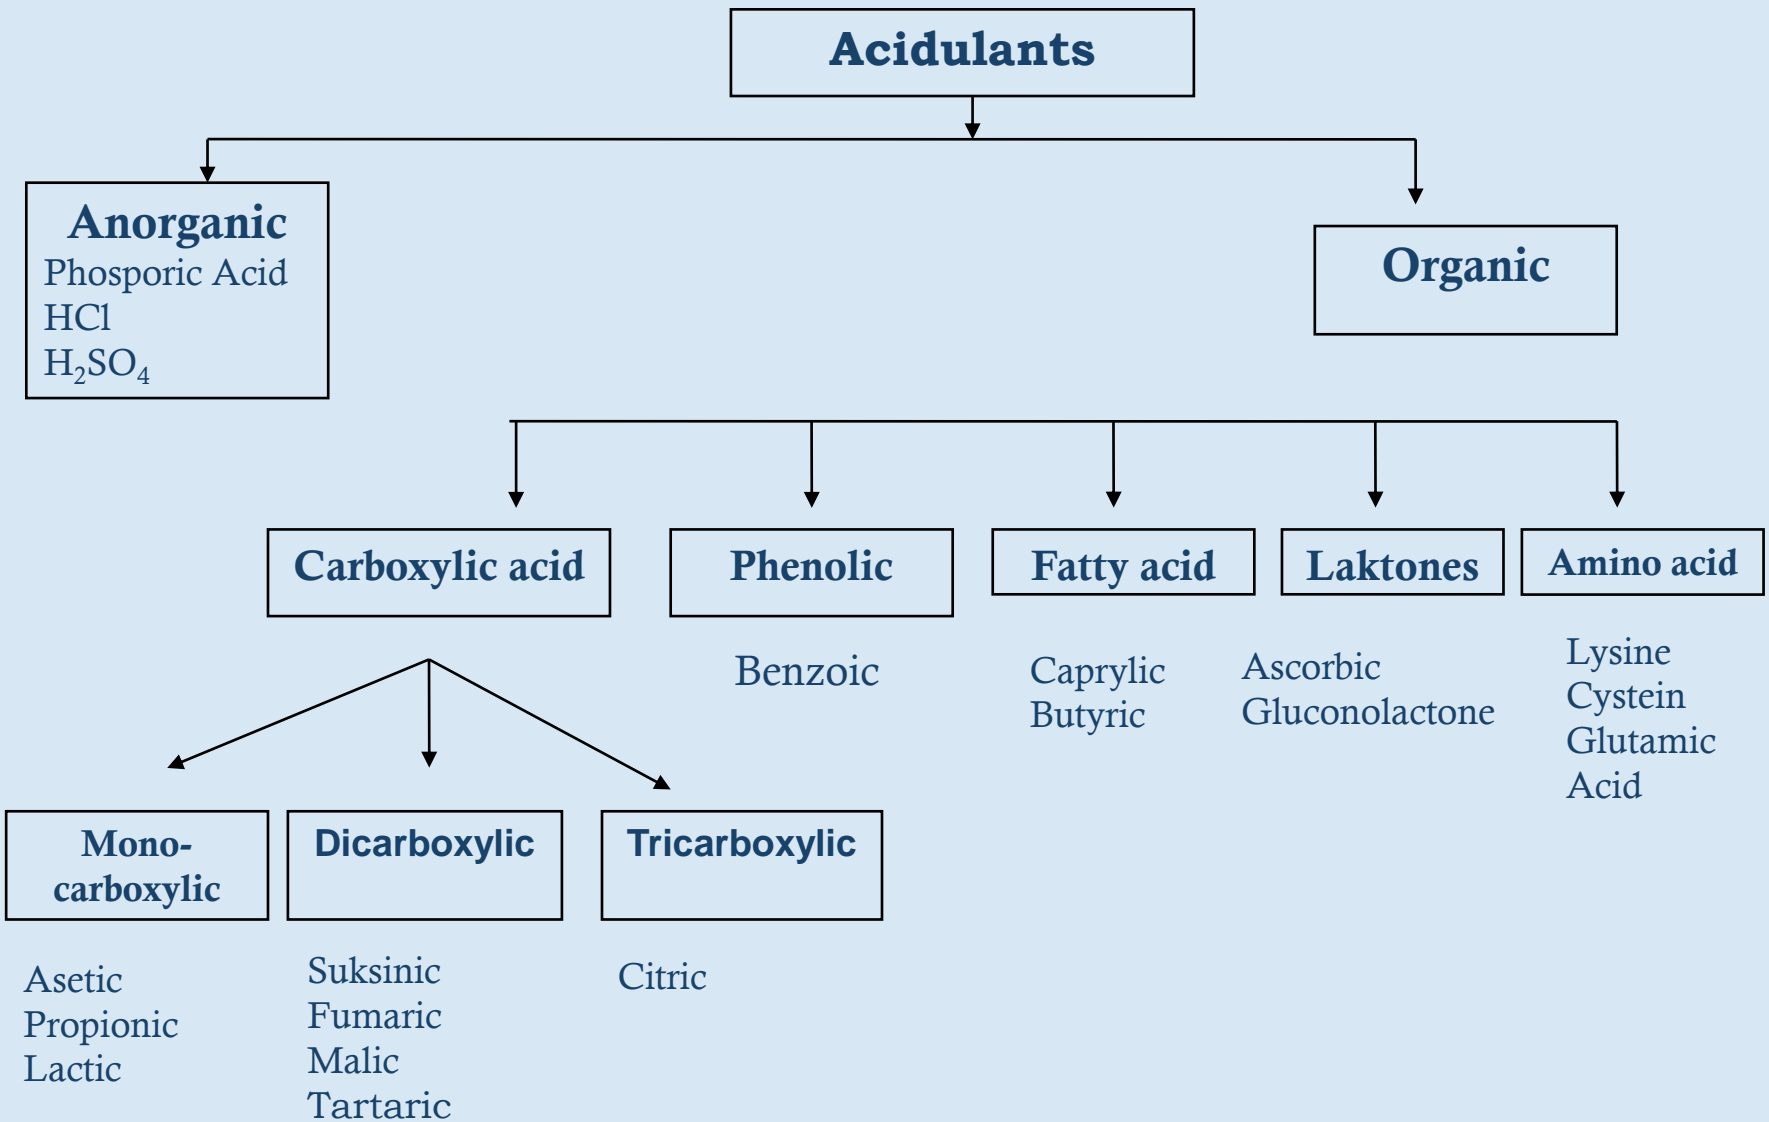 Acidulants
Anorganic
Phosporic Acid
HCl
H₂SO₄
Organic
Carboxylic acid
Phenolic
Fatty acid
Laktones
Amino acid
Benzoic
Caprylic
Butyric
Ascorbic
Gluconolactone
Lysine
Cystein
Glutamic
Acid
Mono-
carboxylic
Dicarboxylic
Tricarboxylic
Asetic
Propionic
Lactic
Suksinic
Fumaric
Malic
Tartaric
Citric